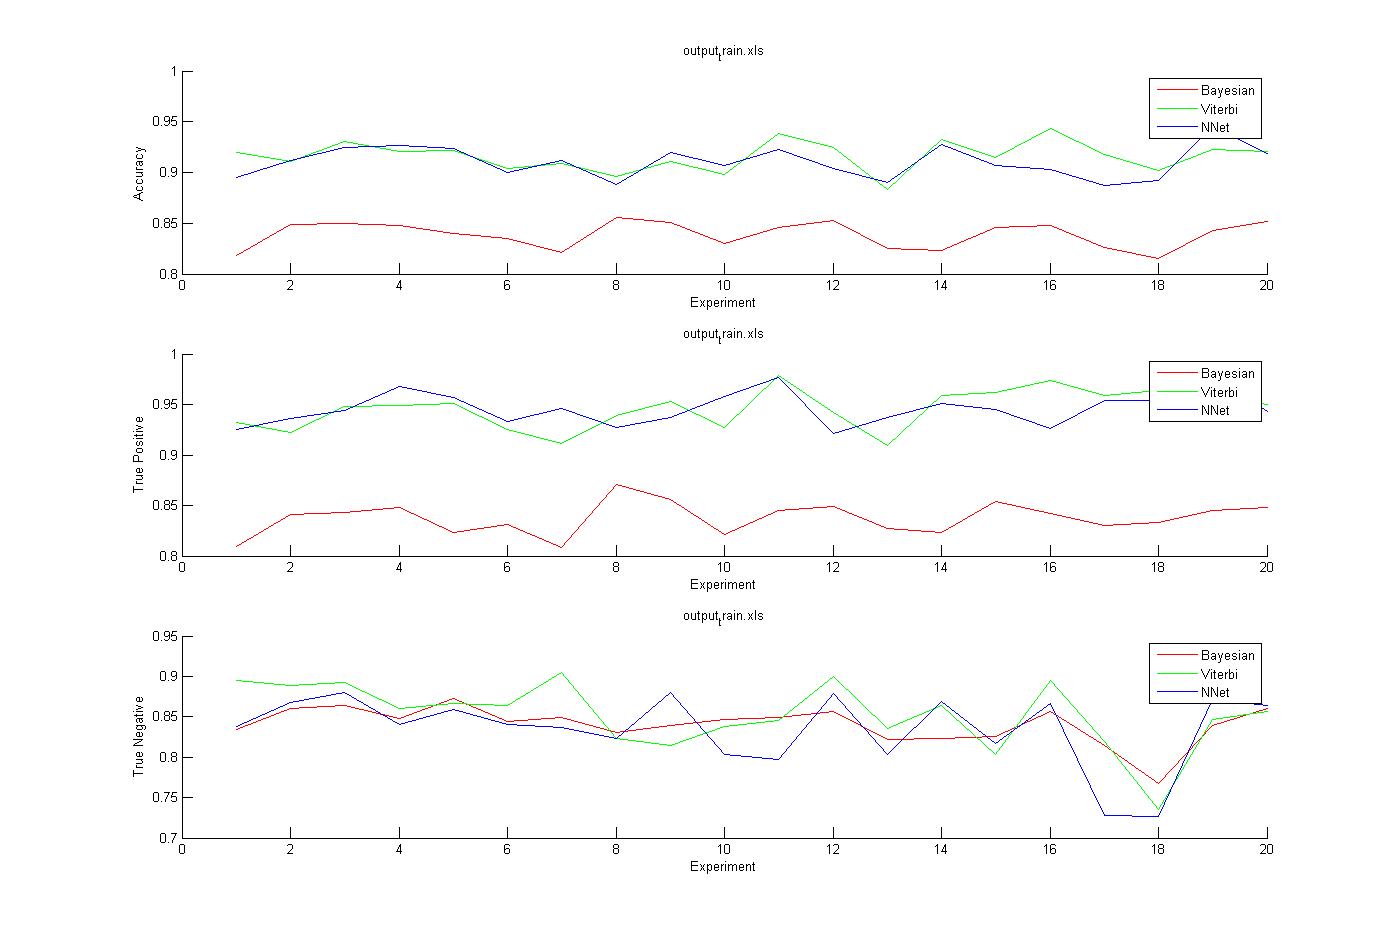 output_train.xls
1
0.95
0.9
0.85
0.8
Accuracy
Bayesian
Viterbi
NNet
0 2 4 6 8 10 12 14 16 18 20
Experiment
output_train.xls
1
0.95
0.9
0.85
0.8
True Positive
Bayesian
Viterbi
NNet
0 2 4 6 8 10 12 14 16 18 20
Experiment
output_train.xls
0.95
0.9
0.85
0.8
0.75
0.7
True Negative
Bayesian
Viterbi
NNet
0 2 4 6 8 10 12 14 16 18 20
Experiment